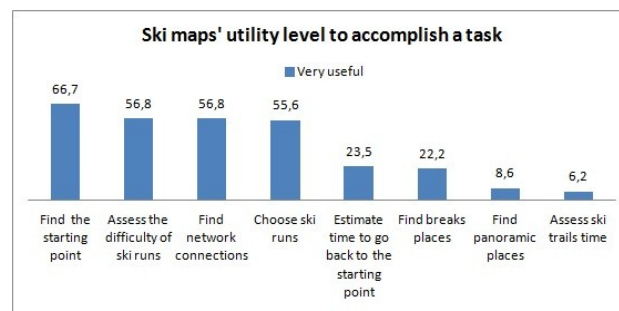 Ski maps' utility level to accomplish a task
Very useful
66,7
56,8
56,8
55,6
23,5
22,2
8,6
6,2
Find the
starting
point
Assess the
difficulty of
ski runs
Find
network
connections
Choose ski
runs
Estimate
time to go
back to the
starting
point
Find breaks
places
Find
panoramic
places
Assess ski
trails time